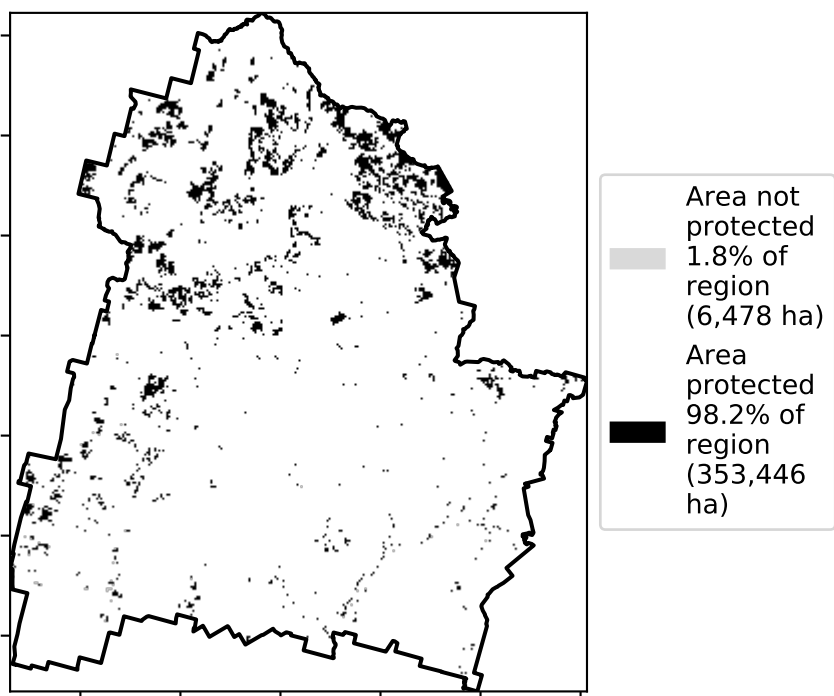 Area not
protected
1.8% of
region
(6,478 ha)
Area
protected
98.2% of
region
(353,446
ha)